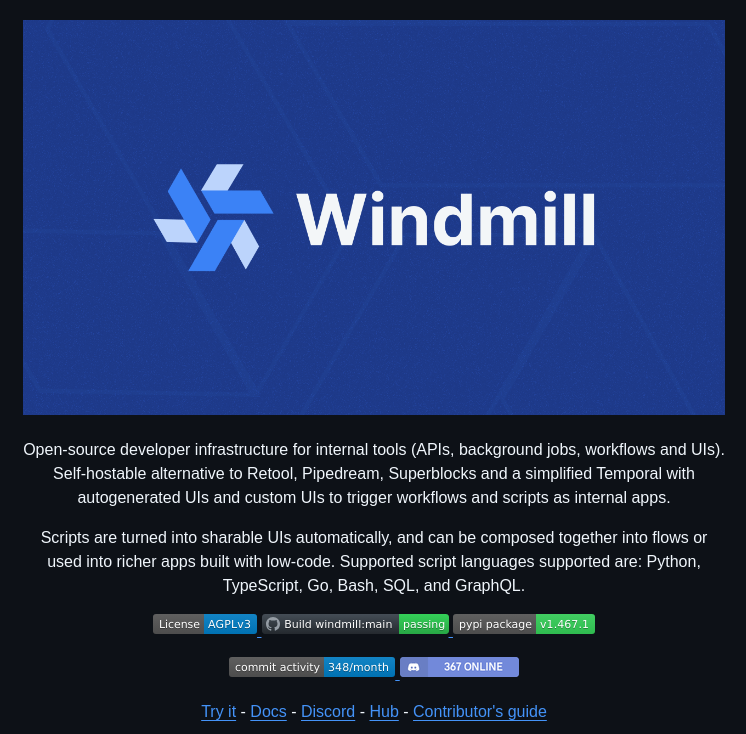 Windmill
Open-source developer infrastructure for internal tools (APIs, background jobs, workflows and UIs).
Self-hostable alternative to Retool, Pipedream, Superblocks and a simplified Temporal with
autogenerated UIs and custom UIs to trigger workflows and scripts as internal apps.
Scripts are turned into sharable UIs automatically, and can be composed together into flows or
used into richer apps built with low-code. Supported script languages supported are: Python,
TypeScript, Go, Bash, SQL, and GraphQL.
License AGPLv3 Build windmill:main passing pypi package v1.467.1
commit activity 348/month 367 ONLINE
Try it - Docs - Discord - Hub - Contributor's guide